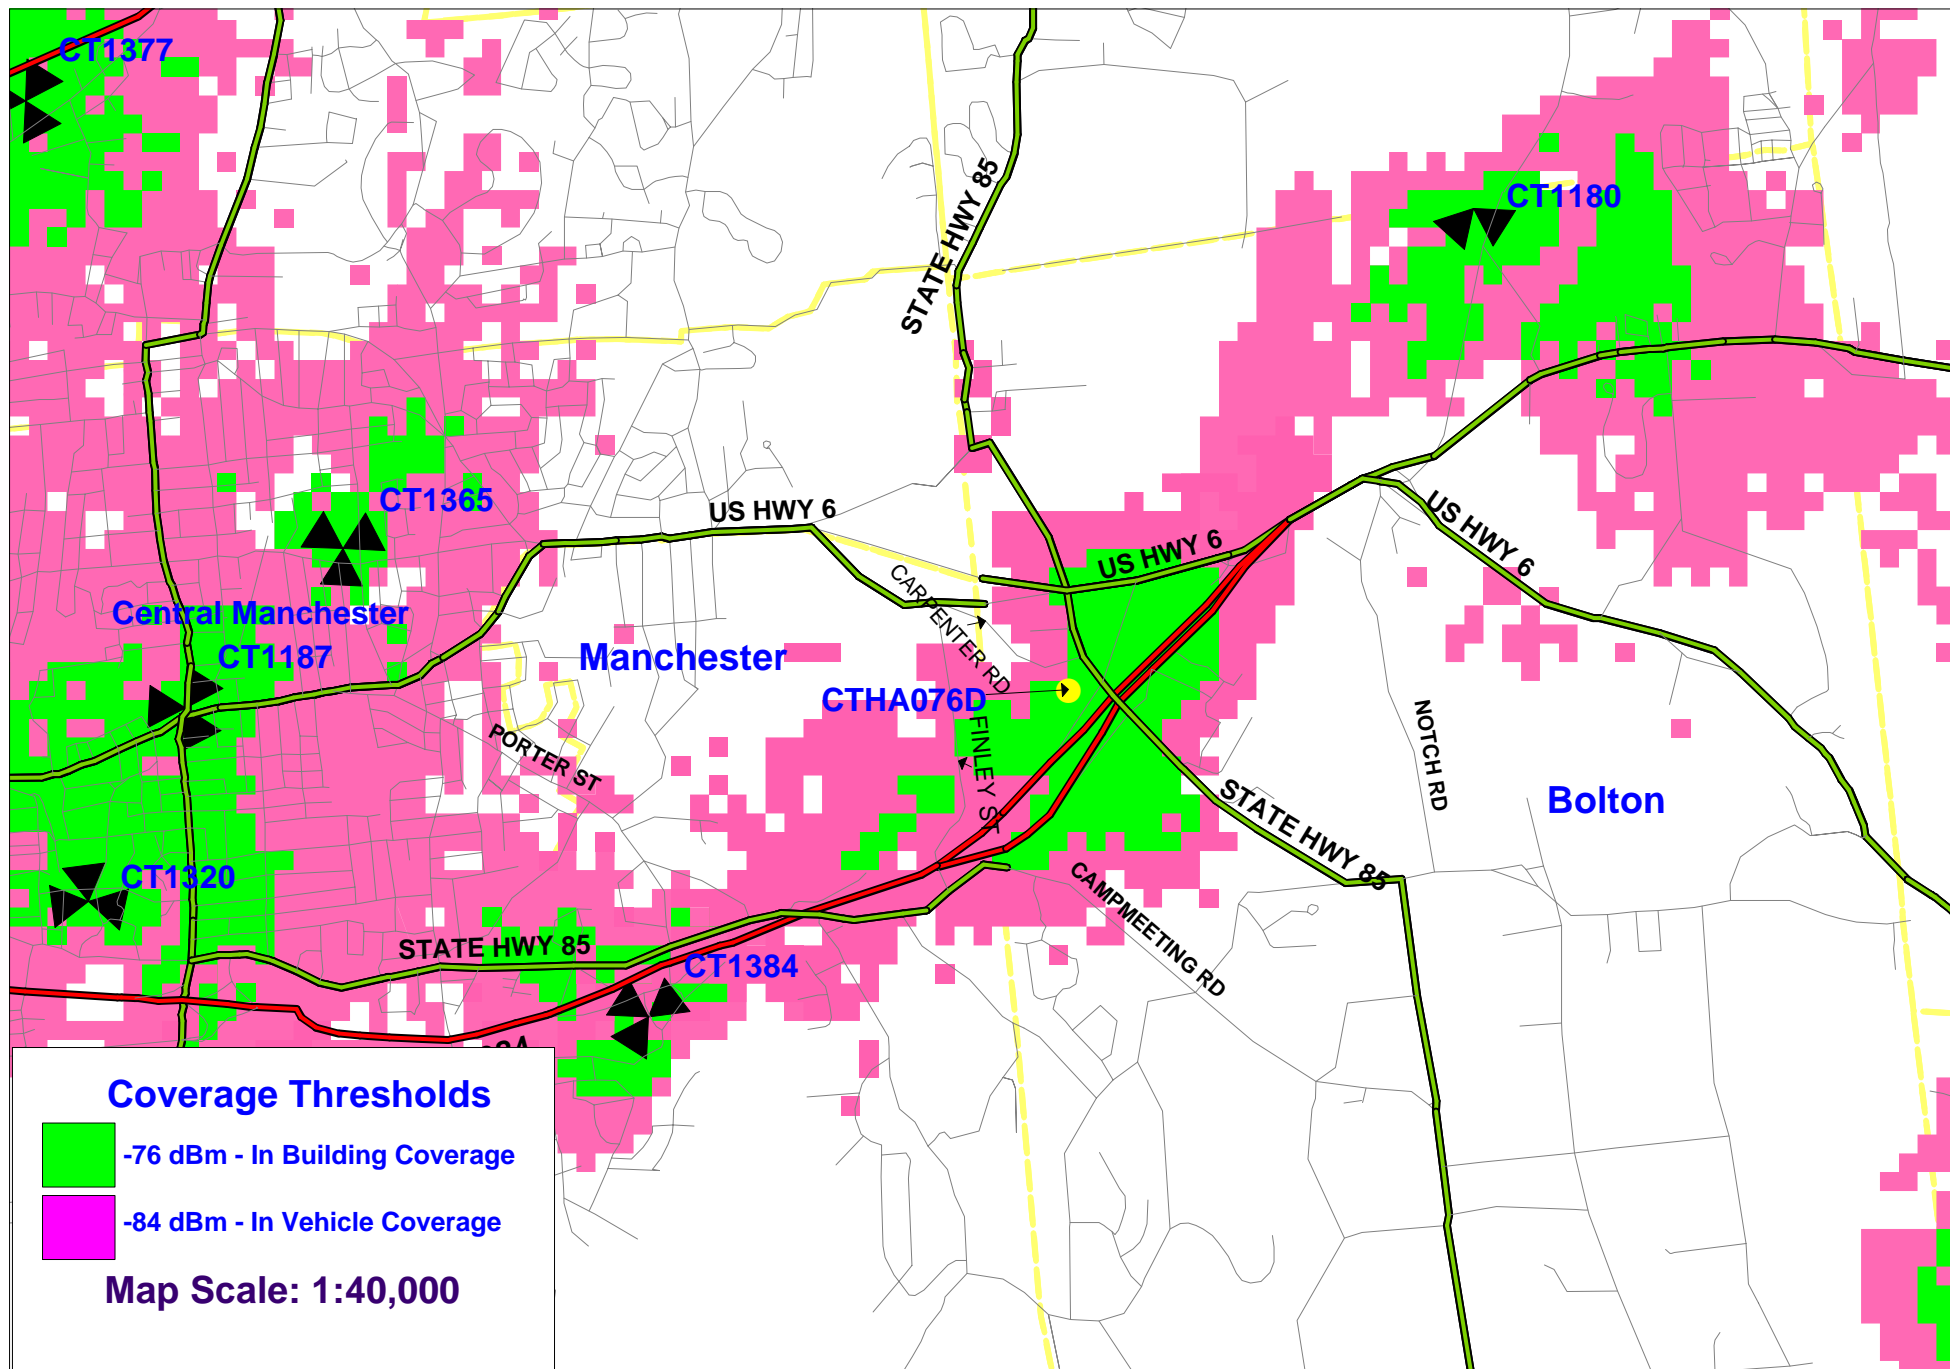 CT1377
CT1180
STATE HWY 85
CT1365
US HWY 6
US HWY 6
US HWY 6
CARPENTER RD
Central Manchester
CT1187
Manchester
CTHA076D
PORTER ST
FINLEY ST
NOTCH RD
STATE HWY 85
Bolton
CT1320
CAMPMEETING RD
STATE HWY 85
CT1384
Coverage Thresholds
-76 dBm - In Building Coverage
-84 dBm - In Vehicle Coverage
Map Scale: 1:40,000